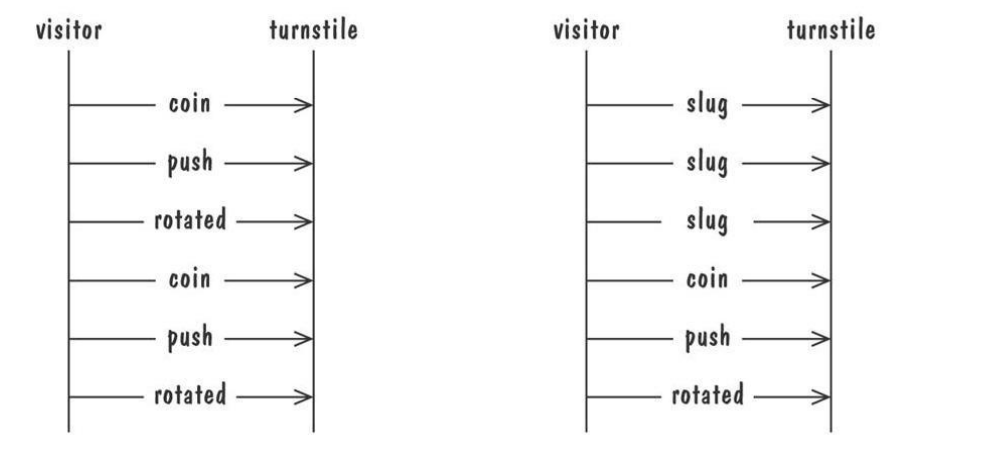 visitor turnstile
coin
push
rotated
coin
push
rotated
visitor turnstile
slug
slug
slug
coin
push
rotated